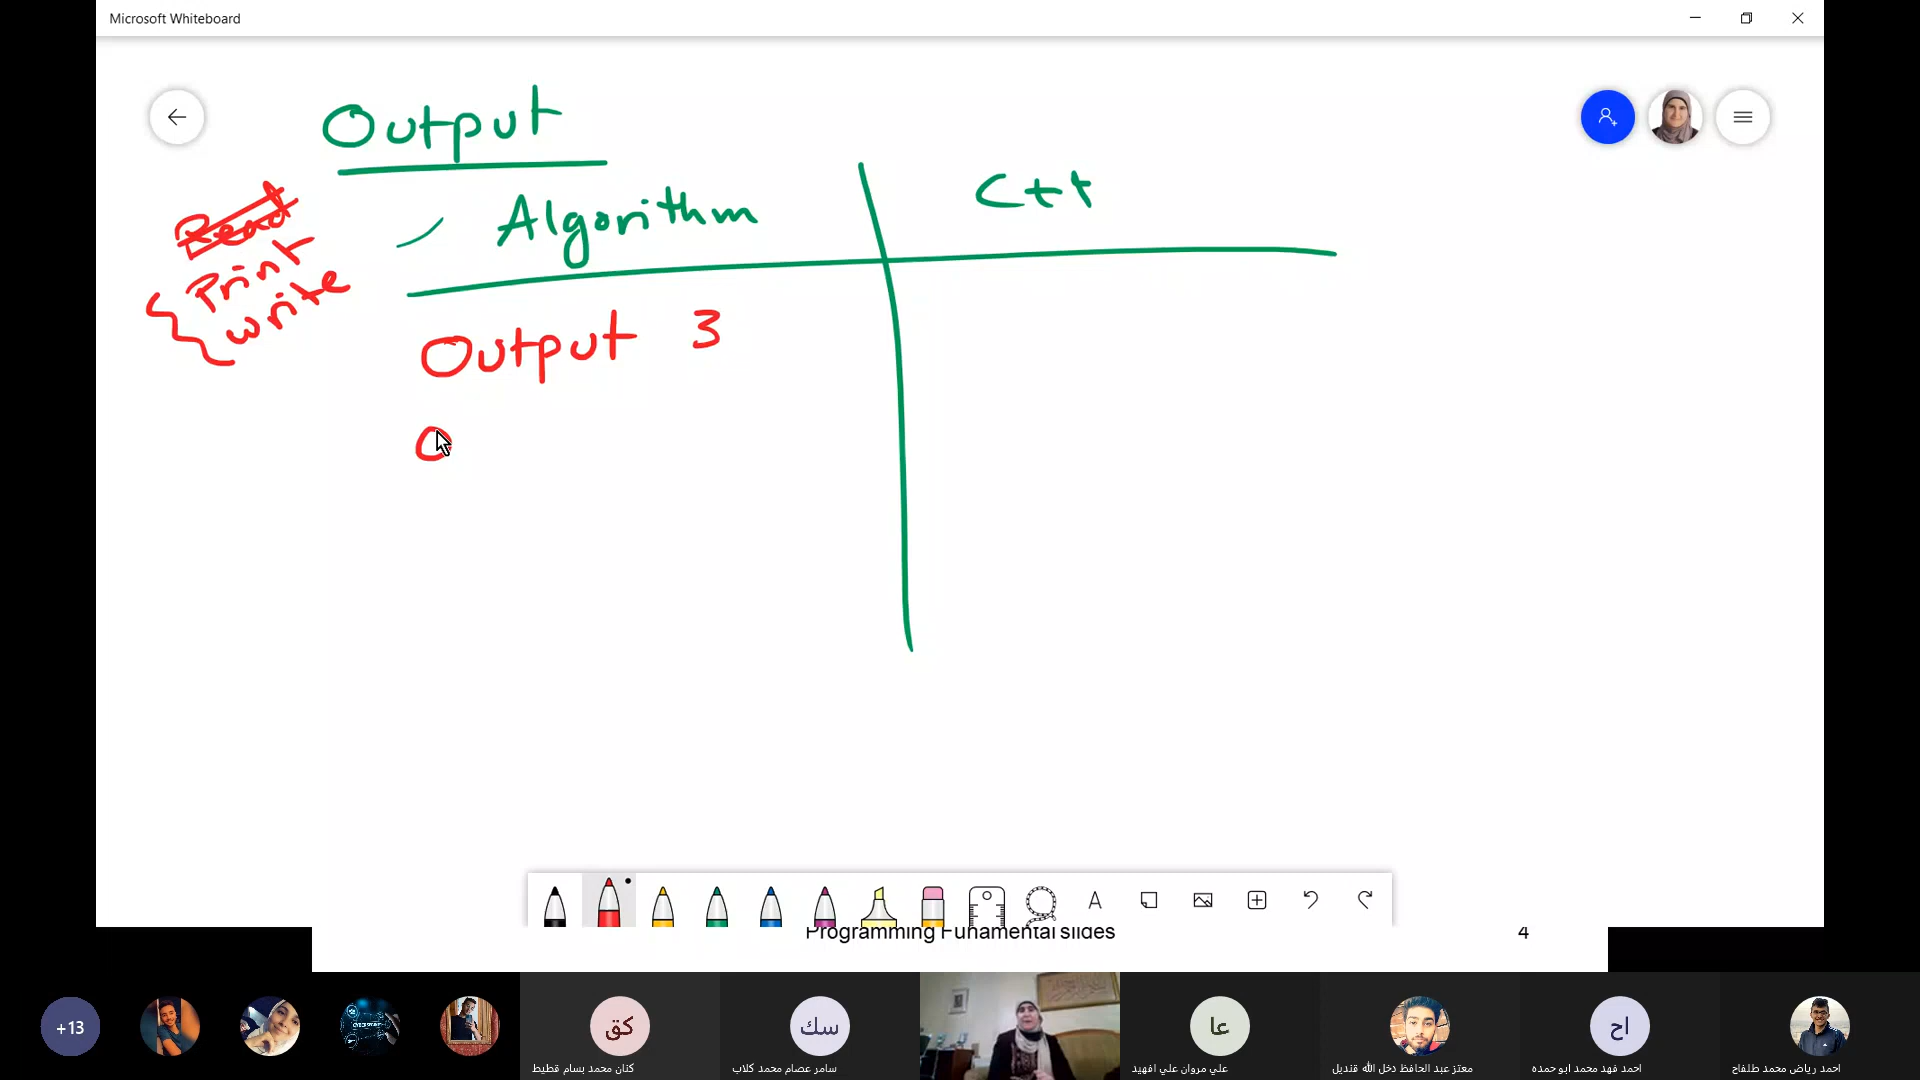 Microsoft Whiteboard
Output
Algorithm
C++
Read
Print
write
Output 3
O
A
Programming Funamental slides
4
+13
كق
سك
عا
اح
كنان محمد بسام قطيط
سامر عصام محمد كلاب
علي مروان علي افهيد
معتز عبد الحافظ دخل الله قنديل
احمد فهد محمد ابو حمده
احمد رياض محمد طلفاح